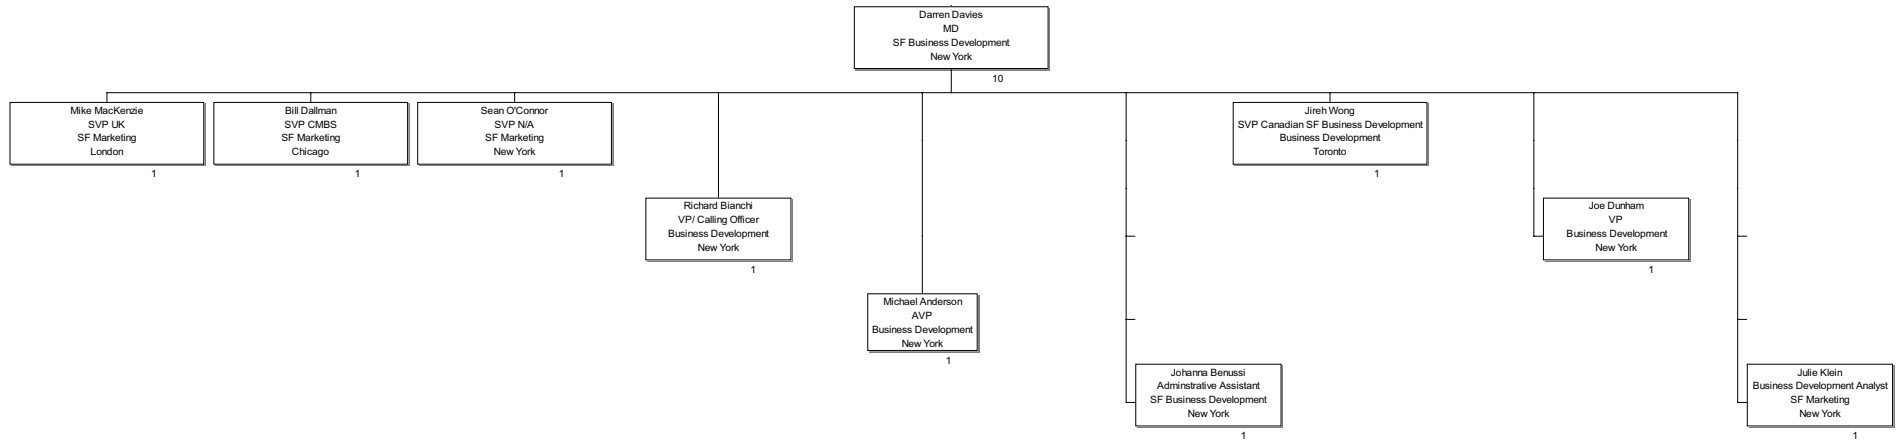 Darren Davies
MD
SF Business Development
New York
10
Mike MacKenzie
SVP UK
SF Marketing
London
1
Bill Dallman
SVP CMBS
SF Marketing
Chicago
1
Sean O'Connor
SVP N/A
SF Marketing
New York
1
Jireh Wong
SVP Canadian SF Business Development
Business Development
Toronto
1
Richard Bianchi
VP/ Calling Officer
Business Development
New York
1
Joe Dunham
VP
Business Development
New York
1
Michael Anderson
AVP
Business Development
New York
1
Johanna Benussi
Adminstrative Assistant
SF Business Development
New York
1
Julie Klein
Business Development Analyst
SF Marketing
New York
1